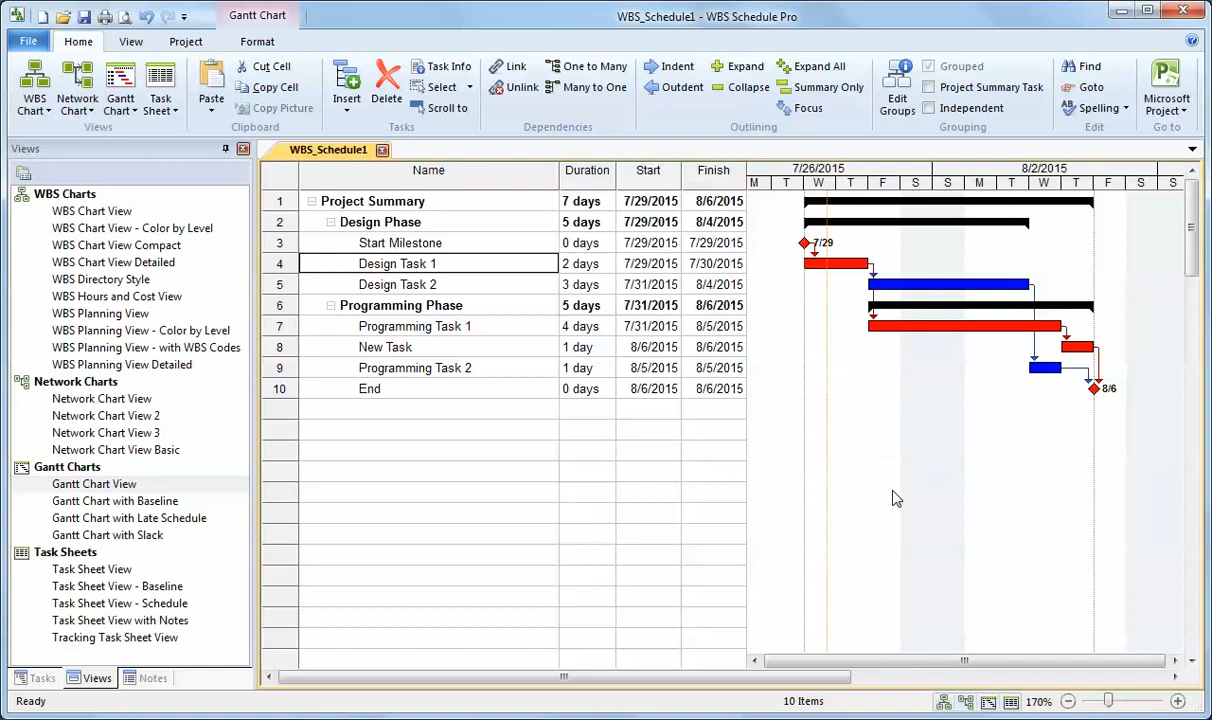 Gantt Chart
WBS_Schedule1 - WBS Schedule Pro
File Home View Project Format
WBS Chart
Network Chart
Gantt Chart
Task Sheet
Views
Paste
Cut Cell
Copy Cell
Copy Picture
Clipboard
Insert
Delete
Task Info
Select
Scroll to
Tasks
Link
Unlink
One to Many
Many to One
Dependencies
Indent
Outdent
Expand
Collapse
Expand All
Summary Only
Focus
Outlining
Edit Groups
Grouped
Project Summary Task
Independent
Grouping
Find
Goto
Spelling
Edit
Microsoft Project
Go to
Views
WBS Charts
WBS Chart View
WBS Chart View - Color by Level
WBS Chart View Compact
WBS Chart Detailed
WBS Directory Style
WBS Hours and Cost View
WBS Planning View
WBS Planning View - Color by Level
WBS Planning View - with WBS Codes
WBS Planning View Detailed
Network Charts
Network Chart View
Network Chart View 2
Network Chart View 3
Network Chart View Basic
Gantt Charts
Gantt Chart View
Gantt Chart with Baseline
Gantt Chart with Late Schedule
Gantt Chart with Slack
Task Sheets
Task Sheet View
Task Sheet View - Baseline
Task Sheet View - Schedule
Task Sheet View with Notes
Tracking Task Sheet View
Tasks Views Notes
WBS_Schedule1
Name Duration Start Finish
7/26/2015 8/2/2015
M T W T F S S M T W T F S S
1 Project Summary 7 days 7/29/2015 8/6/2015
2 Design Phase 5 days 7/29/2015 8/4/2015
3 Start Milestone 0 days 7/29/2015 7/29/2015 7/29
4 Design Task 1 2 days 7/29/2015 7/30/2015
5 Design Task 2 3 days 7/31/2015 8/4/2015
6 Programming Phase 5 days 7/31/2015 8/6/2015
7 Programming Task 1 4 days 7/31/2015 8/5/2015
8 New Task 1 day 8/6/2015 8/6/2015
9 Programming Task 2 1 day 8/5/2015 8/5/2015
10 End 0 days 8/6/2015 8/6/2015 8/6
Ready 10 Items 170%